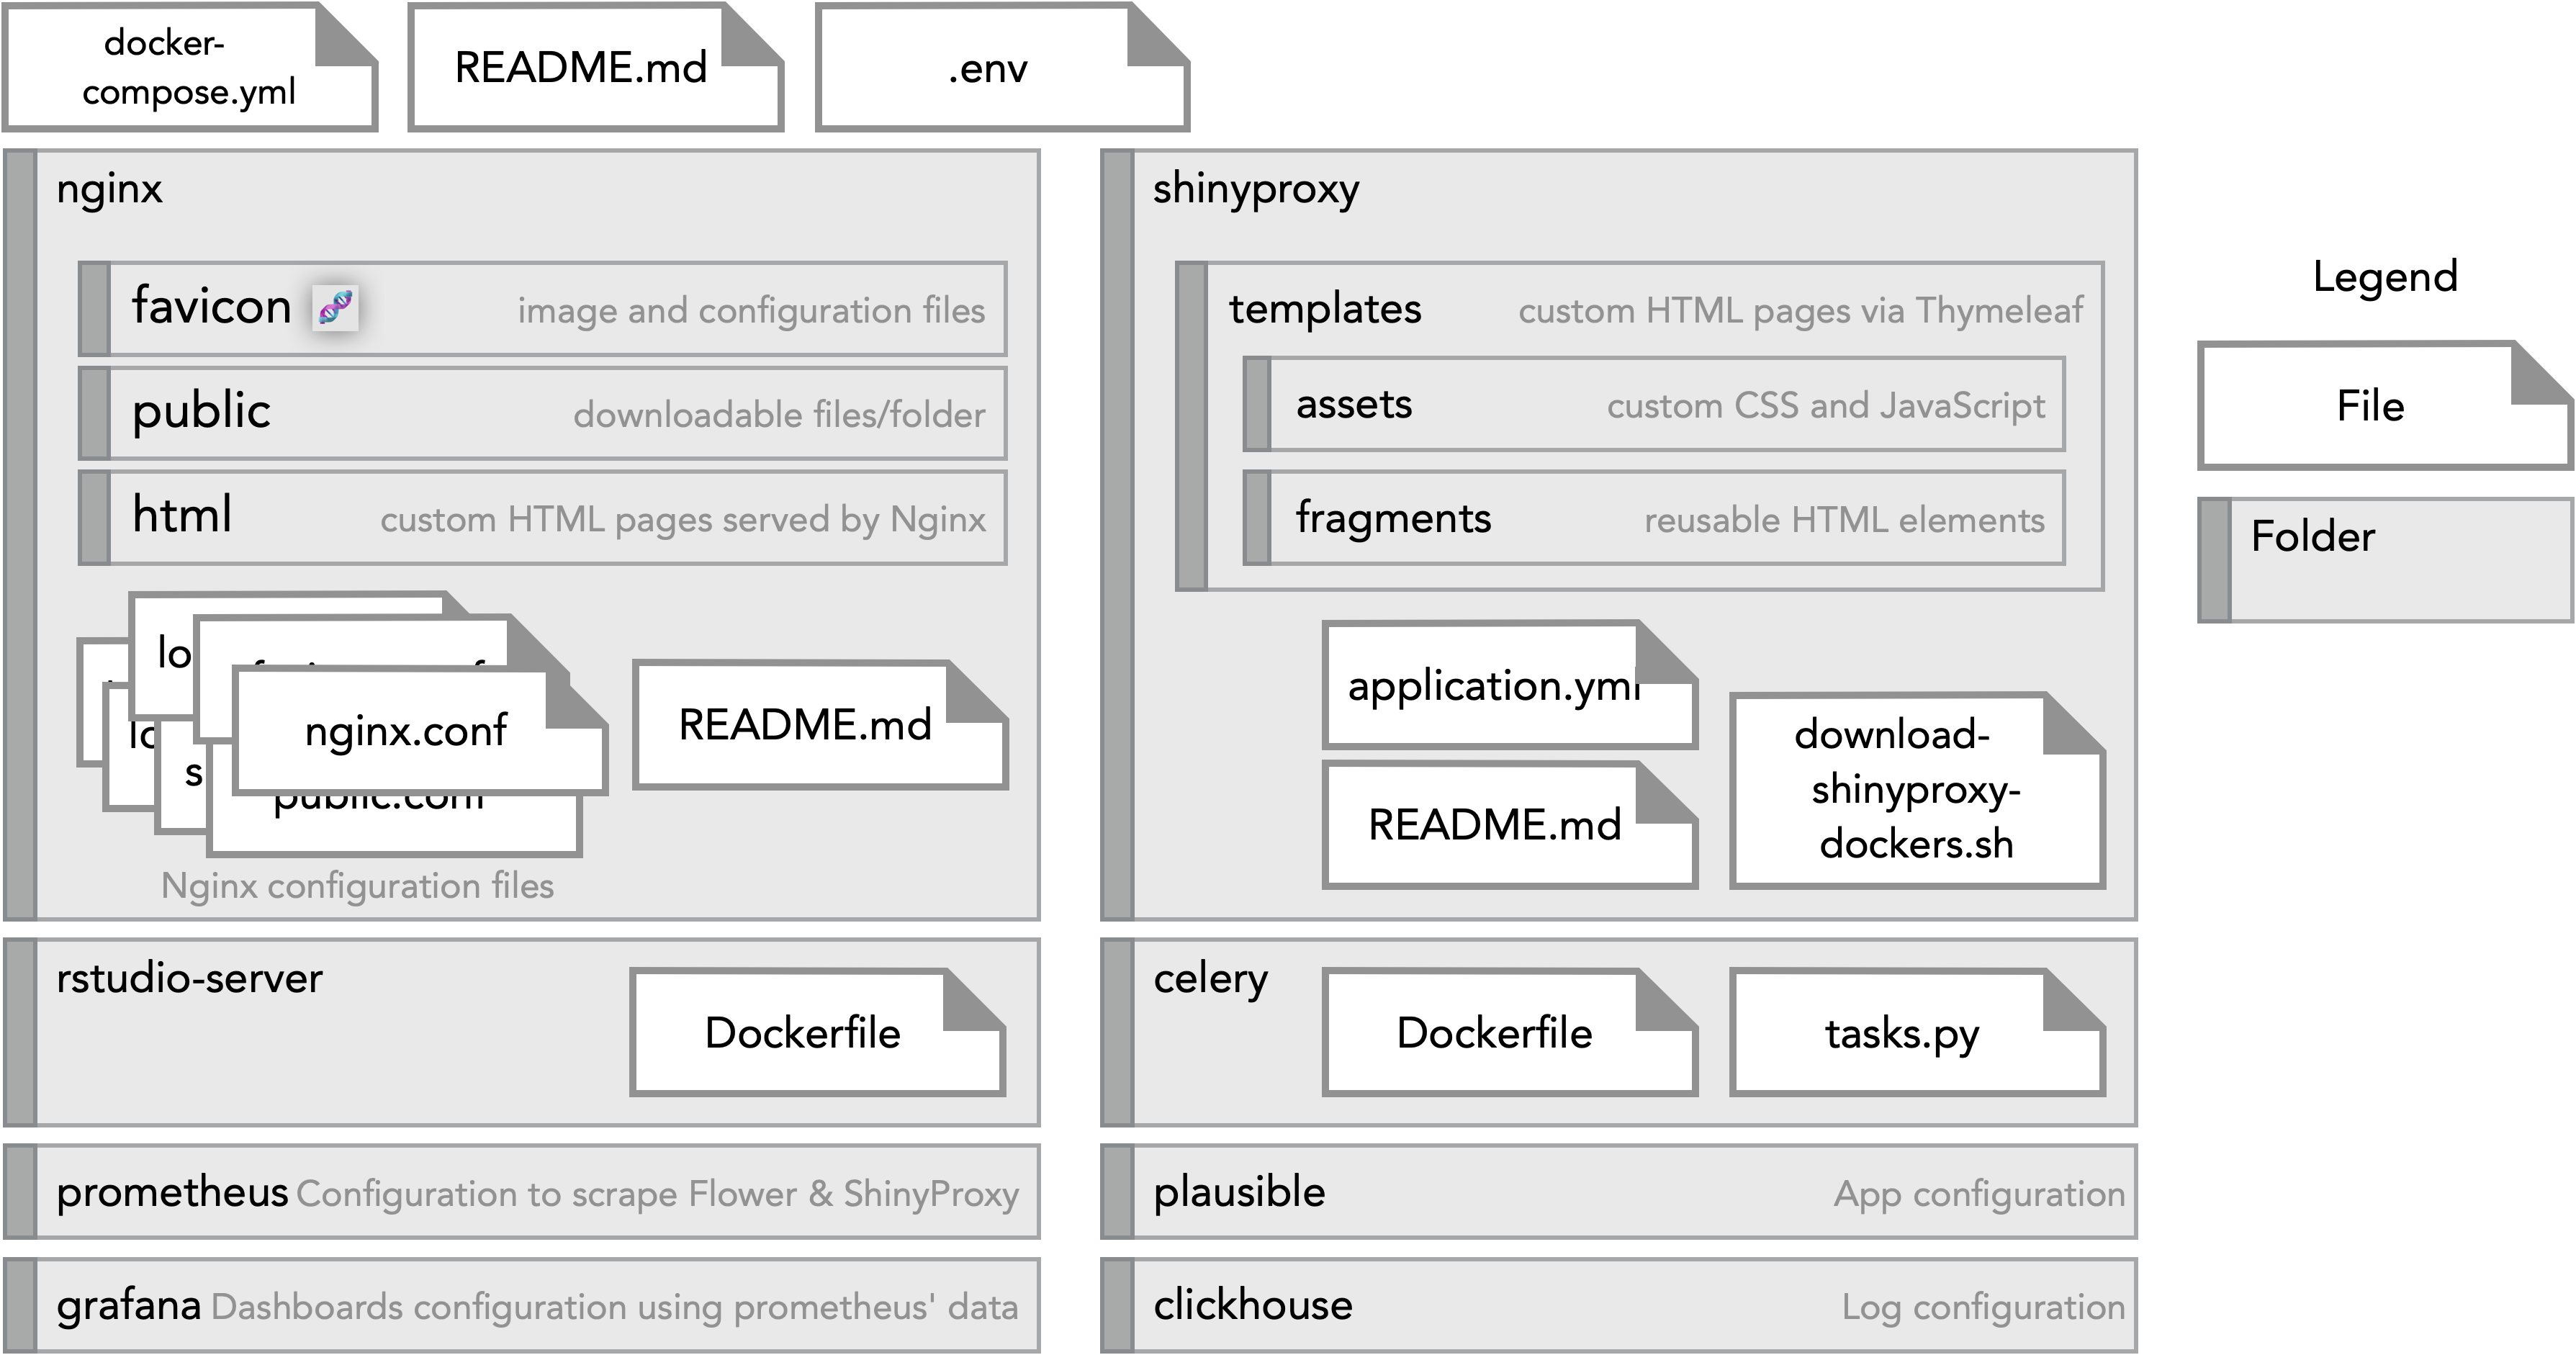 docker-
compose.yml
README.md
.env
nginx
favicon
image and configuration files
public
downloadable files/folder
html
custom HTML pages served by Nginx
lo
lo
s
nginx.conf
public.conf
README.md
Nginx configuration files
shinyproxy
templates
custom HTML pages via Thymeleaf
assets
custom CSS and JavaScript
fragments
reusable HTML elements
application.yml
README.md
download-
shinyproxy-
dockers.sh
Legend
File
Folder
rstudio-server
Dockerfile
celery
Dockerfile
tasks.py
prometheus Configuration to scrape Flower & ShinyProxy
plausible
App configuration
grafana Dashboards configuration using prometheus' data
clickhouse
Log configuration